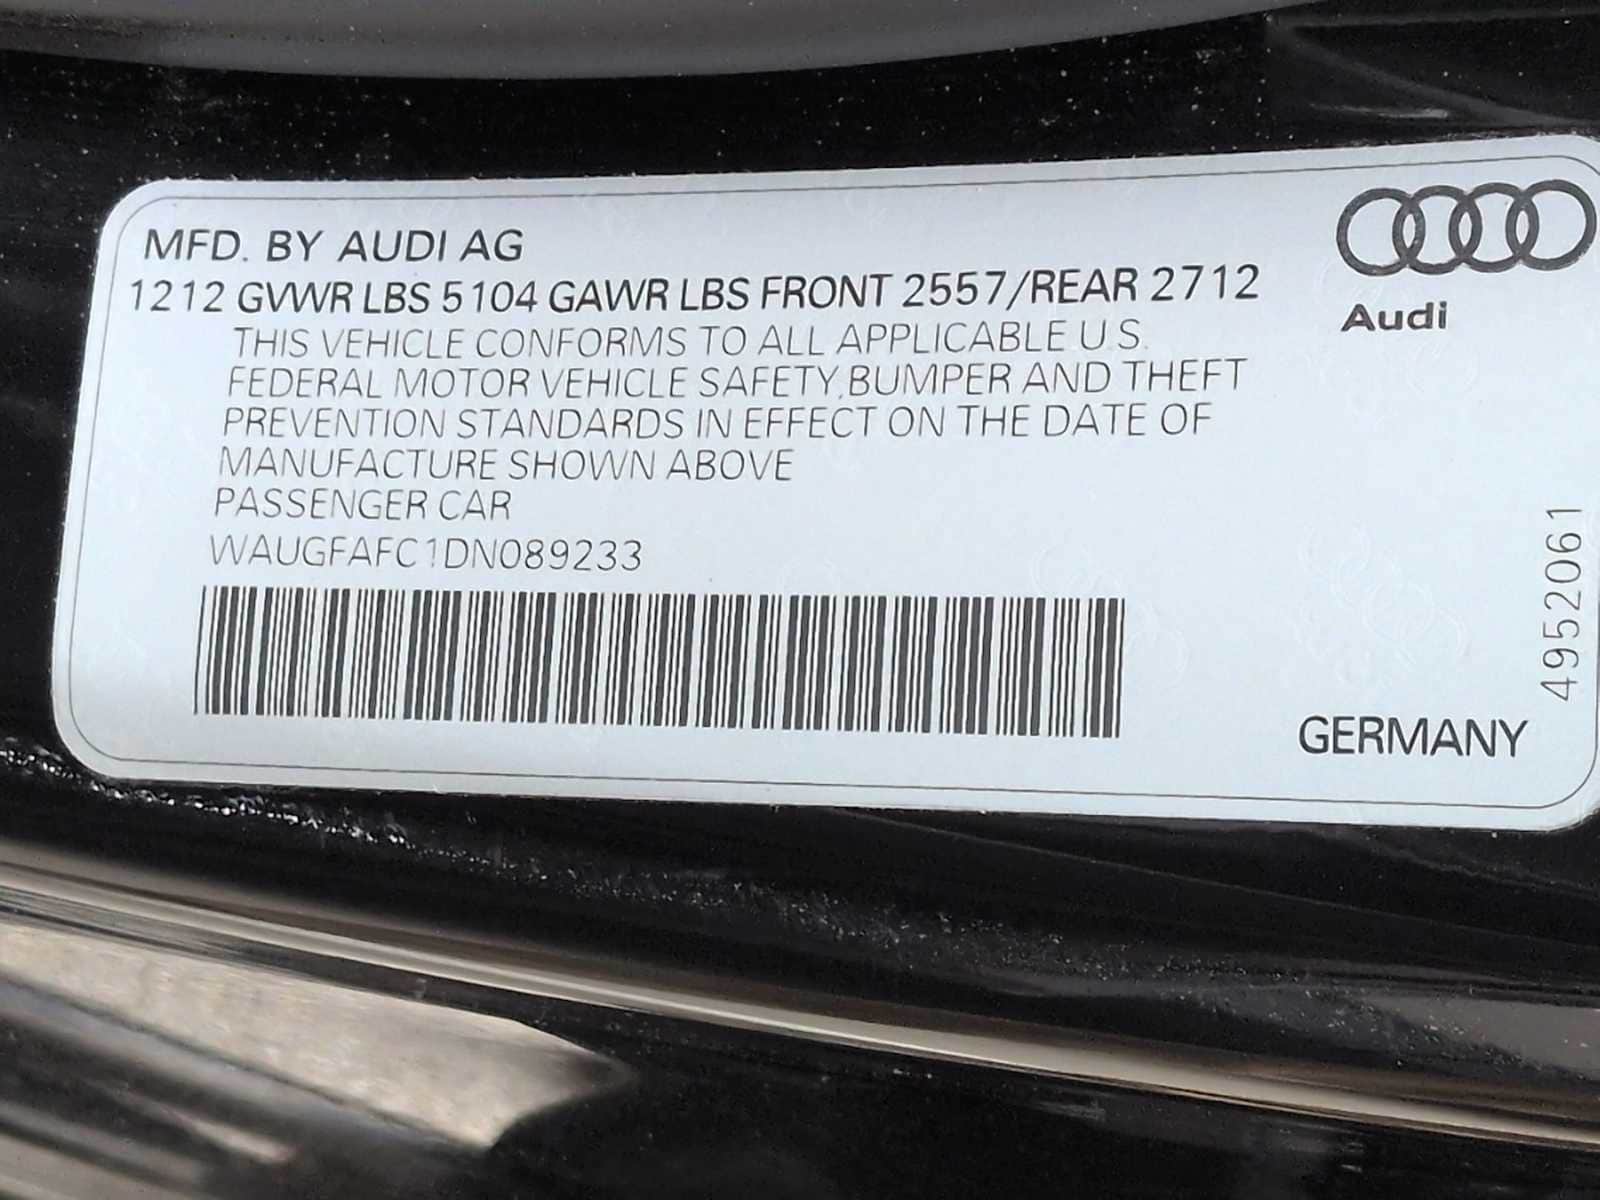 MFD. BY AUDI AG
1212 GVWR LBS 5104 GAWR LBS FRONT 2557/REAR 2712
THIS VEHICLE CONFORMS TO ALL APPLICABLE U.S.
FEDERAL MOTOR VEHICLE SAFETY,BUMPER AND THEFT
PREVENTION STANDARDS IN EFFECT ON THE DATE OF
MANUFACTURE SHOWN ABOVE
PASSENGER CAR
WAUGFAFC1DN089233
Audi
4952061
GERMANY